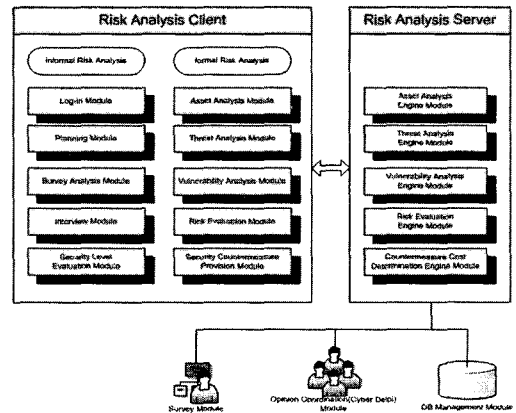 Risk Analysis Client
Risk Analysis Server
Informal Risk Analysis
formal Risk Analysis
Log-in Module
Asset Analysis Module
Asset Analysis
Engine Module
Planning Module
Threat Analysis Module
Threat Analysis
Engine Module
Survey Analysis Module
Vulnerability Analysis Module
Vulnerability Analysis
Engine Module
Interview Module
Risk Evaluation Module
Risk Evaluation
Engine Module
Security Level
Evaluation Module
Security Countermeasure
Provision Module
Countermeasure Cost
Discrimination Engine Module
Survey Module
Opinion Coordination(Cyber Delpi)
Module
DB Management Module